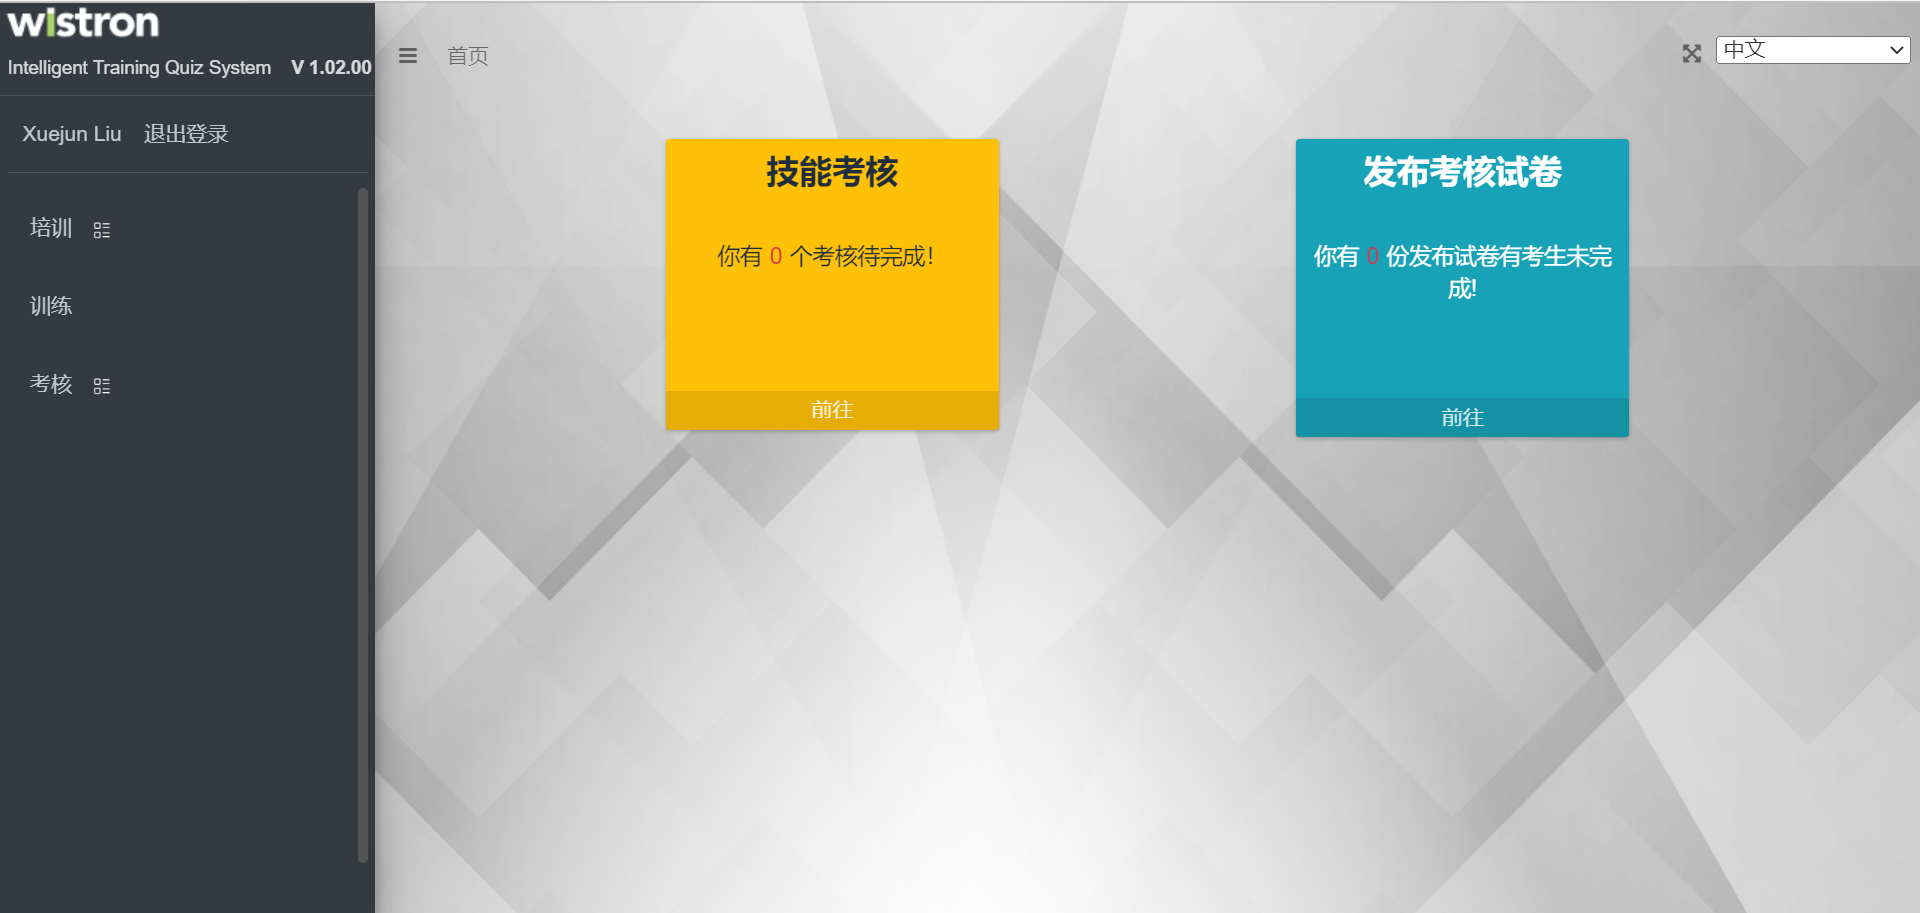 wistron
Intelligent Training Quiz System V 1.02.00
Xuejun Liu 退出登录
培训
训练
考核
首页
中文
技能考核
你有 0 个考核待完成!
前往
发布考核试卷
你有 0 份发布试卷有考生未完
成!
前往